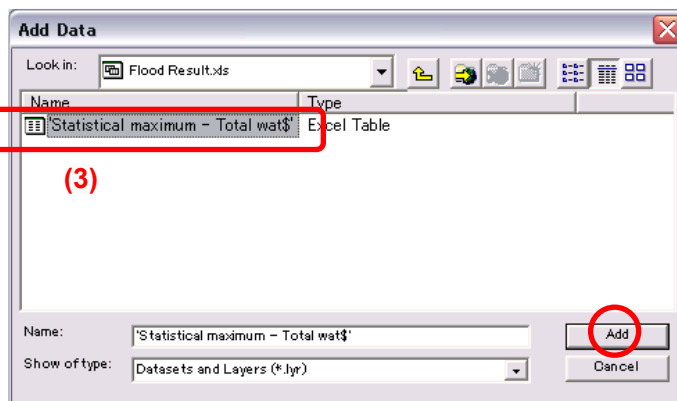 Add Data
Look in: Flood Result.xls
Name Type
'Statistical maximum - Total wat$' Excel Table
(3)
Name: 'Statistical maximum - Total wat$' Add
Show of type: Datasets and Layers (*.lyr) Cancel